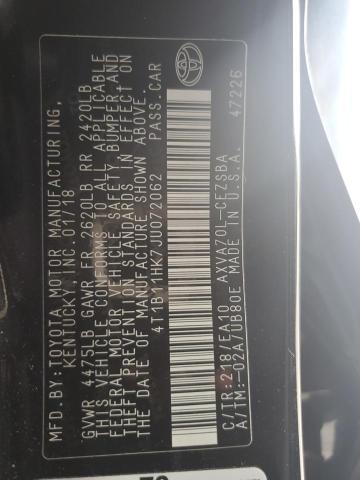 MFD.BY:TOYOTA MOTOR MANUFACTURING,
KENTUCKY, INC. 01/18
GVWR 4475LB GAWR FR 2620LB RR 2420LB
THIS VEHICLE CONFORMS TO ALL APPLICABLE
FEDERAL MOTOR VEHICLE SAFETY, BUMPER,AND
THEFT PREVENTION STANDARDS IN EFFECT ON
THE DATE OF MANUFACTURE SHOWN ABOVE.
4T1B11HK7JU072062 PASS.CAR
C/TR:218/EA10 AXVA70L-CEZSBA
A/TM:-02A/UB80E MADE IN U.S.A.
47226